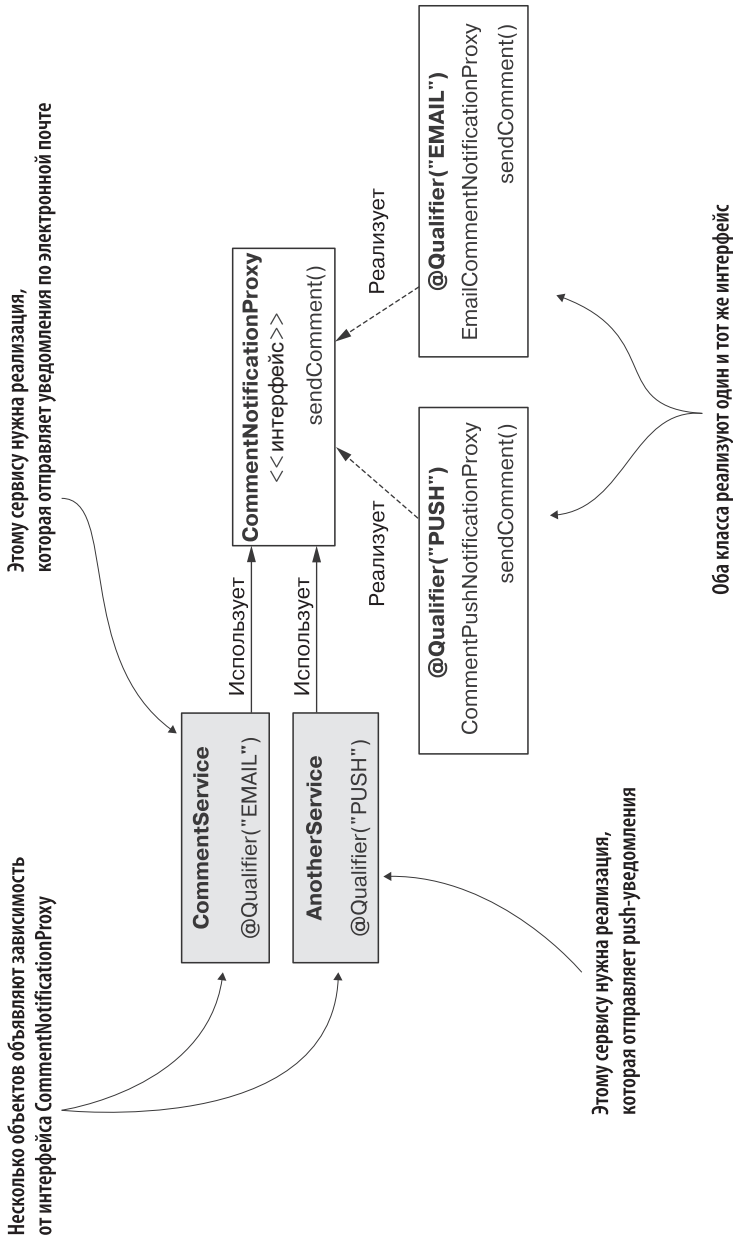 Несколько объектов объявляют зависимость
от интерфейса CommentNotificationProxy
Этому сервису нужна реализация,
которая отправляет уведомления по электронной почте
CommentService
@Qualifier("EMAIL")
Использует
AnotherService
@Qualifier("PUSH")
Использует
CommentNotificationProxy
<<интерфейс>>
sendComment()
Реализует
Реализует
@Qualifier("PUSH")
CommentPushNotificationProxy
sendComment()
@Qualifier("EMAIL")
EmailCommentNotificationProxy
sendComment()
Этому сервису нужна реализация,
которая отправляет push-уведомления
Оба класса реализуют один и тот же интерфейс